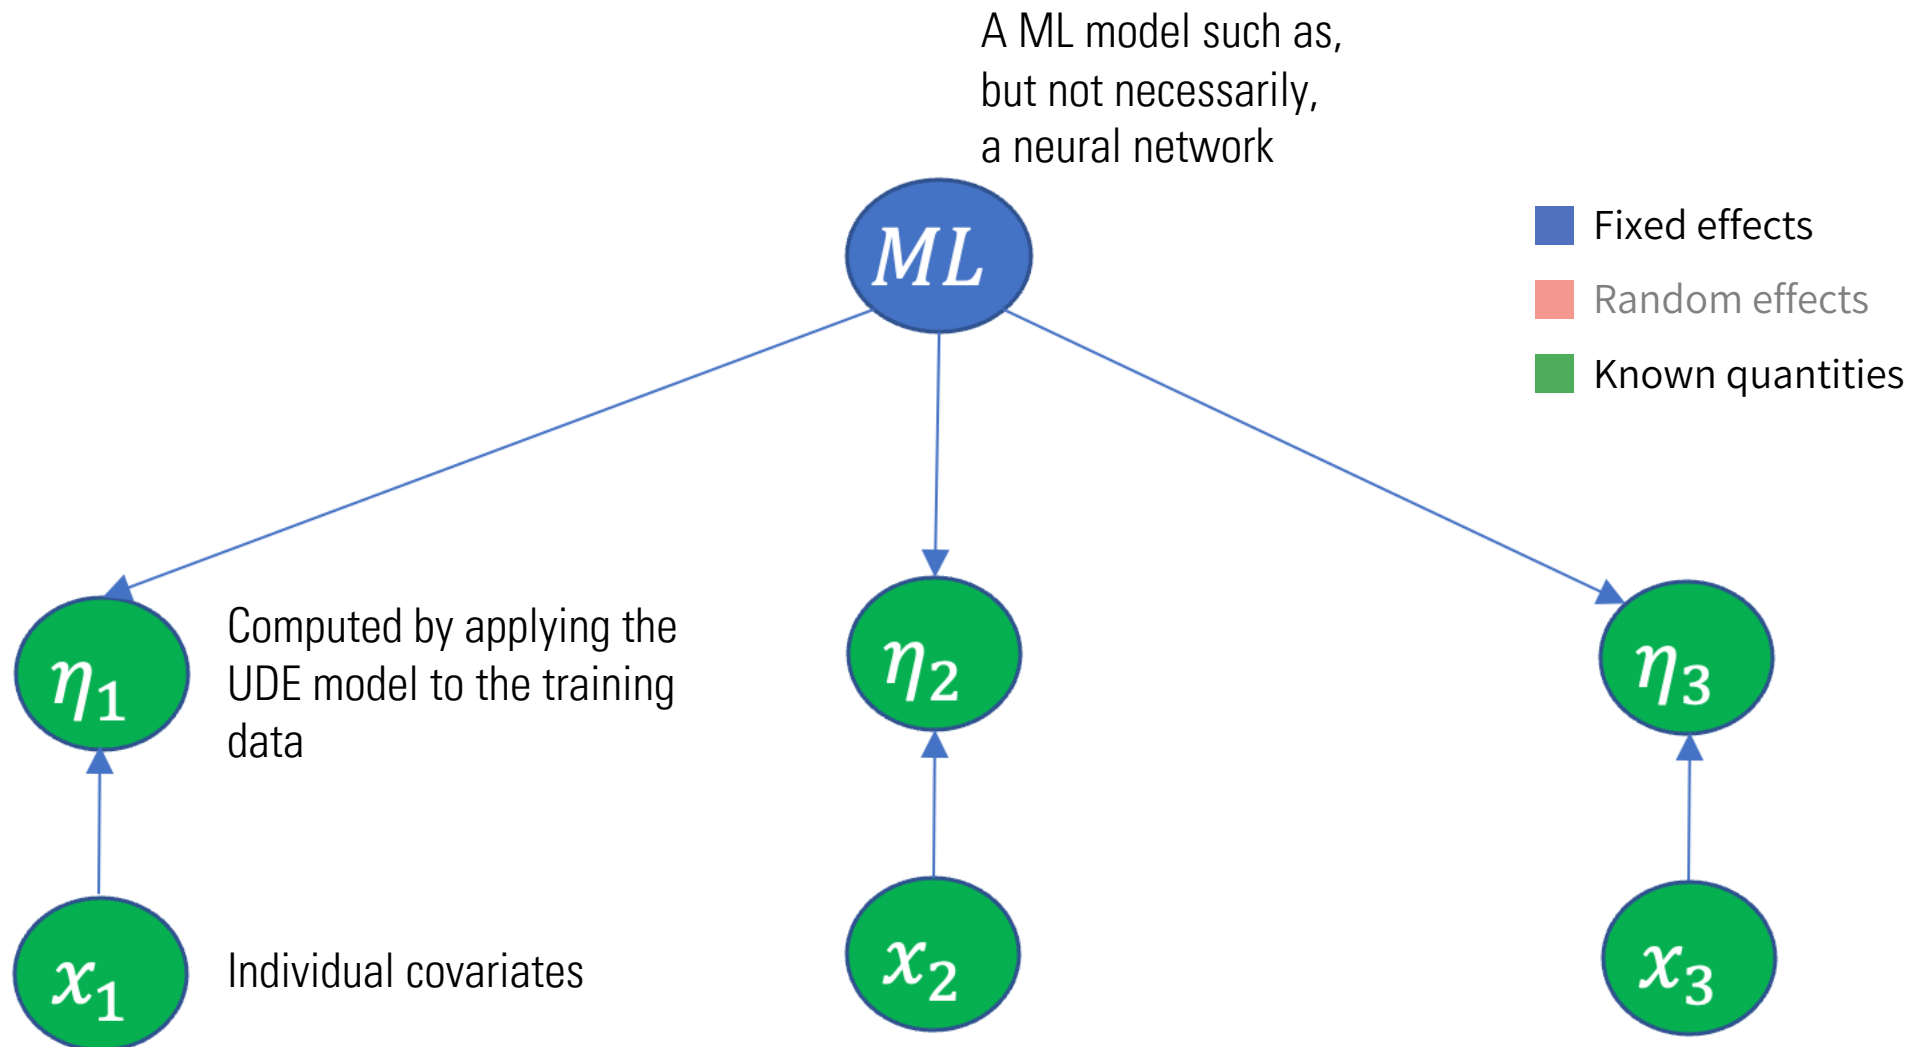 A ML model such as,
but not necessarily,
a neural network
ML
Fixed effects
Random effects
Known quantities
η₁
Computed by applying the
UDE model to the training
data
η₂
η₃
x₁
Individual covariates
x₂
x₃